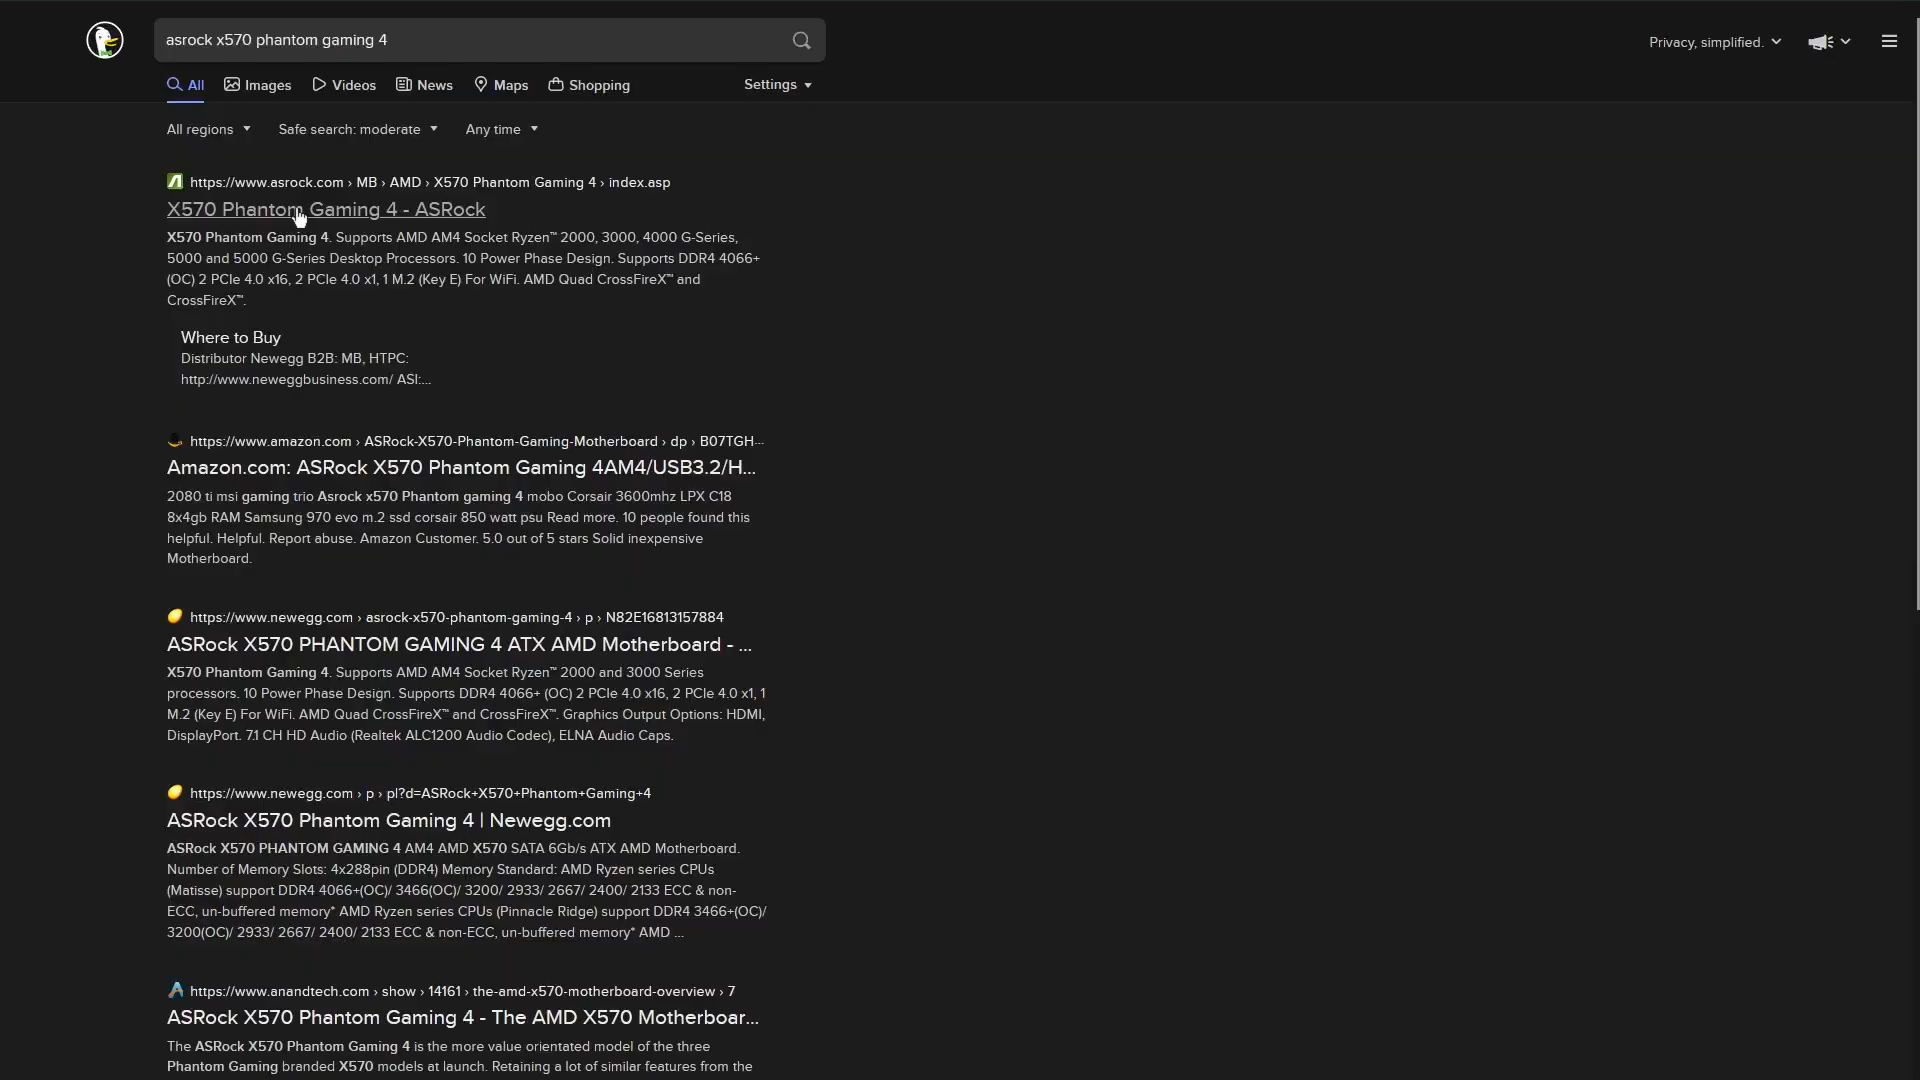 asrock x570 phantom gaming 4
Privacy, simplified.
All Images Videos News Maps Shopping Settings
All regions Safe search: moderate Any time
https://www.asrock.com › MB › AMD › X570 Phantom Gaming 4 › index.asp
X570 Phantom Gaming 4 - ASRock
X570 Phantom Gaming 4. Supports AMD AM4 Socket Ryzen™ 2000, 3000, 4000 G-Series,
5000 and 5000 G-Series Desktop Processors. 10 Power Phase Design. Supports DDR4 4066+
(OC) 2 PCIe 4.0 x16, 2 PCIe 4.0 x1, 1 M.2 (Key E) For WiFi. AMD Quad CrossFireX™ and
CrossFireX™.
Where to Buy
Distributor Newegg B2B: MB, HTPC:
http://www.neweggbusiness.com/ ASI:...
https://www.amazon.com › ASRock-X570-Phantom-Gaming-Motherboard › dp › B07TGH...
Amazon.com: ASRock X570 Phantom Gaming 4AM4/USB3.2/H...
2080 ti msi gaming trio Asrock x570 Phantom gaming 4 mobo Corsair 3600mhz LPX C18
8x4gb RAM Samsung 970 evo m.2 ssd corsair 850 watt psu Read more. 10 people found this
helpful. Helpful. Report abuse. Amazon Customer. 5.0 out of 5 stars Solid inexpensive
Motherboard.
https://www.newegg.com › asrock-x570-phantom-gaming-4 › p › N82E16813157884
ASRock X570 PHANTOM GAMING 4 ATX AMD Motherboard - ...
X570 Phantom Gaming 4. Supports AMD AM4 Socket Ryzen™ 2000 and 3000 Series
processors. 10 Power Phase Design. Supports DDR4 4066+ (OC) 2 PCIe 4.0 x16, 2 PCIe 4.0 x1, 1
M.2 (Key E) For WiFi. AMD Quad CrossFireX™ and CrossFireX™. Graphics Output Options: HDMI,
DisplayPort. 7.1 CH HD Audio (Realtek ALC1200 Audio Codec), ELNA Audio Caps.
https://www.newegg.com › p › pl?d=ASRock+X570+Phantom+Gaming+4
ASRock X570 Phantom Gaming 4 | Newegg.com
ASRock X570 PHANTOM GAMING 4 AM4 AMD X570 SATA 6Gb/s ATX AMD Motherboard.
Number of Memory Slots: 4x288pin (DDR4) Memory Standard: AMD Ryzen series CPUs
(Matisse) support DDR4 4066+(OC)/ 3466(OC)/ 3200/ 2933/ 2667/ 2400/ 2133 ECC & non-
ECC, un-buffered memory* AMD Ryzen series CPUs (Pinnacle Ridge) support DDR4 3466+(OC)/
3200(OC)/ 2933/ 2667/ 2400/ 2133 ECC & non-ECC, un-buffered memory* AMD ...
https://www.anandtech.com › show › 14161 › the-amd-x570-motherboard-overview › 7
ASRock X570 Phantom Gaming 4 - The AMD X570 Motherboar...
The ASRock X570 Phantom Gaming 4 is the more value orientated model of the three
Phantom Gaming branded X570 models at launch. Retaining a lot of similar features from the